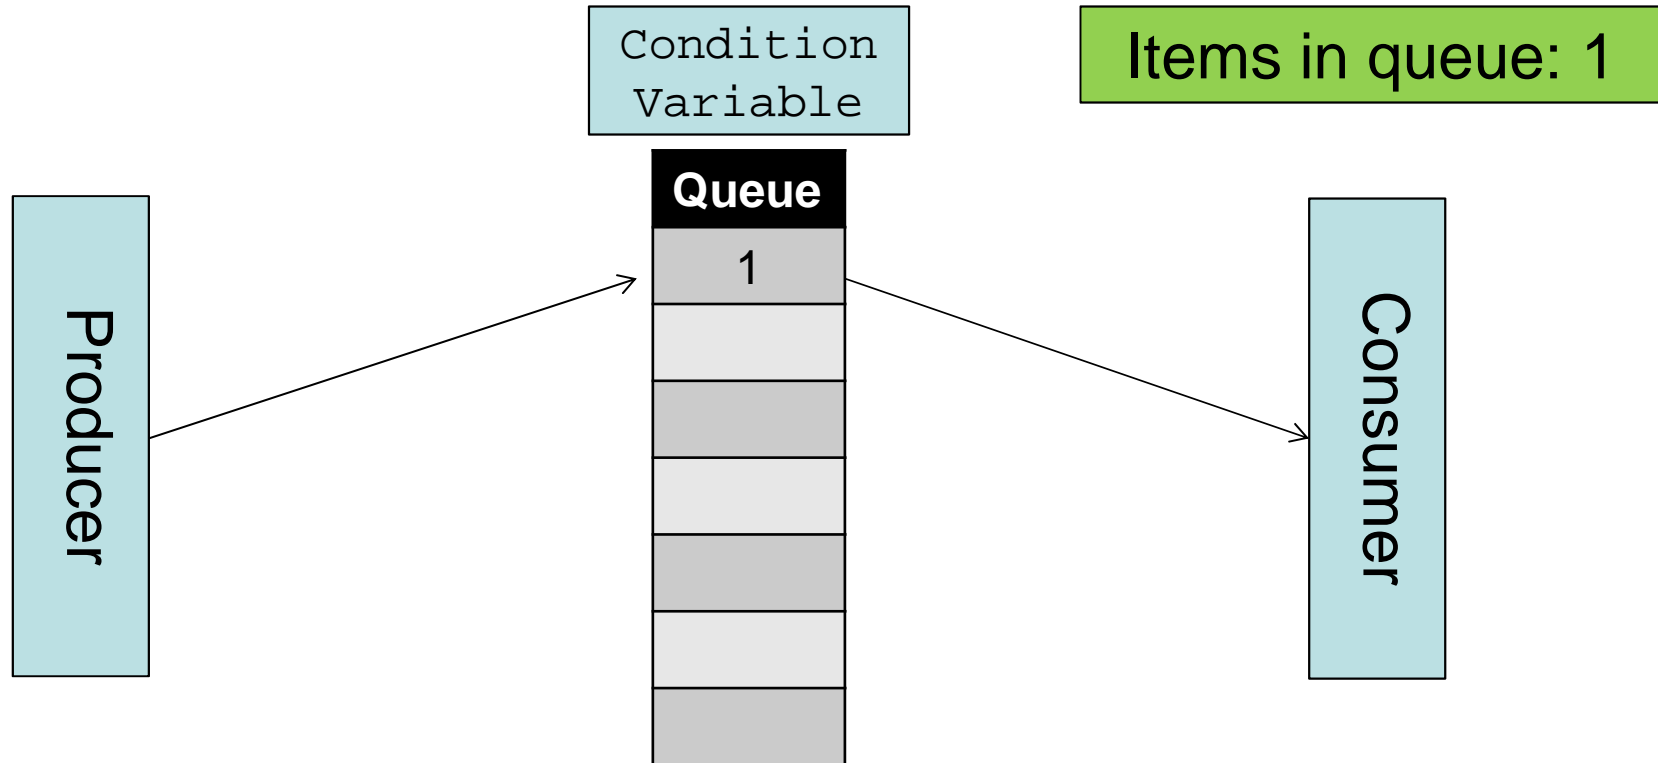 Condition
Variable
Items in queue: 1
Queue
1
Producer
Consumer